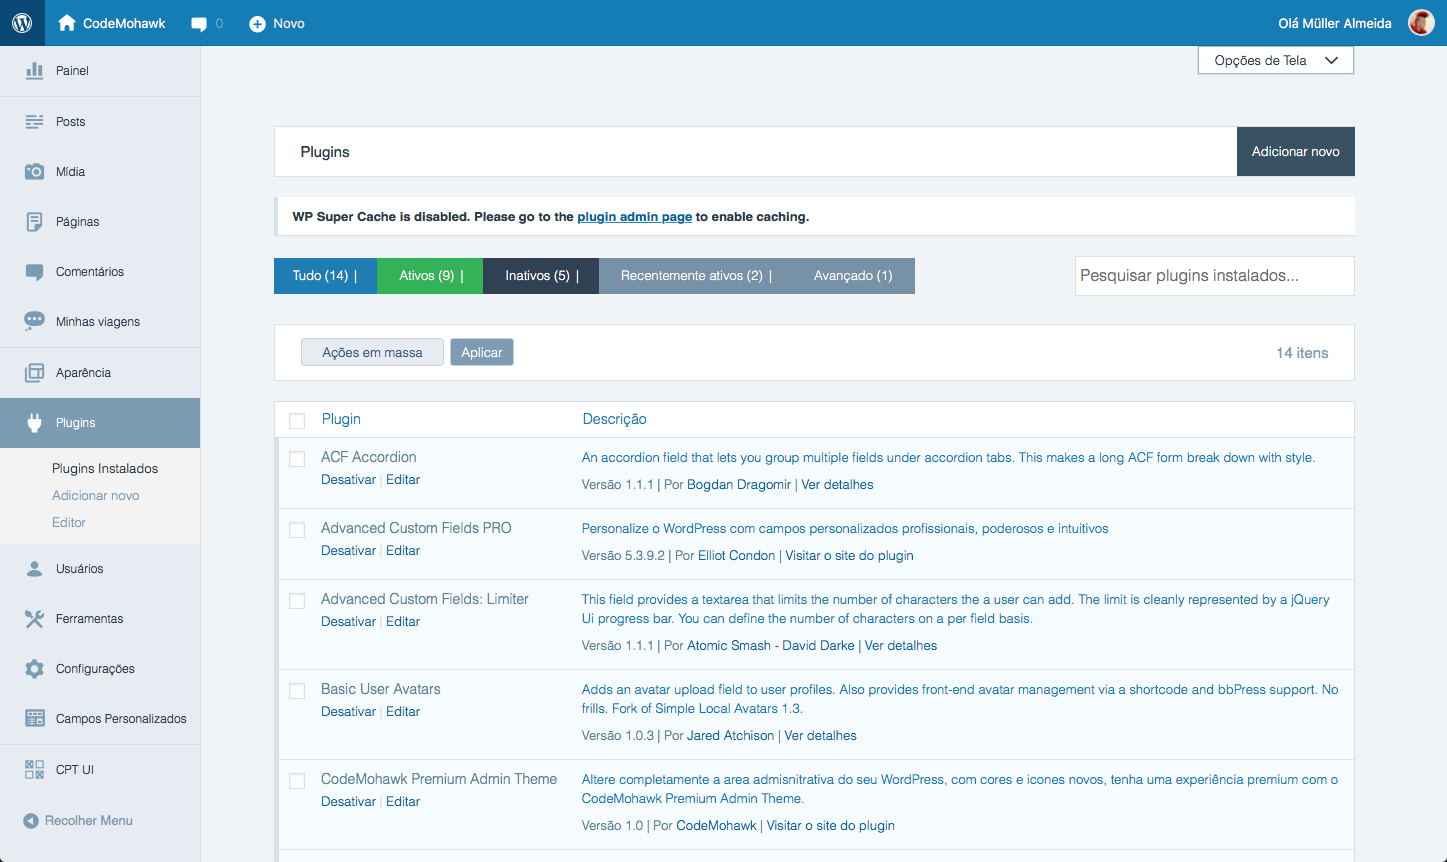 CodeMohawk 0 Novo Olá Müller Almeida
Opções de Tela
Painel
Posts
Mídia
Páginas
Comentários
Minhas viagens
Aparência
Plugins
Plugins Instalados
Adicionar novo
Editor
Usuários
Ferramentas
Configurações
Campos Personalizados
CPT UI
Recolher Menu
Plugins Adicionar novo
WP Super Cache is disabled. Please go to the plugin admin page to enable caching.
Tudo (14) | Ativos (9) | Inativos (5) | Recentemente ativos (2) | Avançado (1) Pesquisar plugins instalados...
Ações em massa Aplicar 14 itens
Plugin Descrição
ACF Accordion
Desativar | Editar
An accordion field that lets you group multiple fields under accordion tabs. This makes a long ACF form break down with style.
Versão 1.1.1 | Por Bogdan Dragomir | Ver detalhes
Advanced Custom Fields PRO
Desativar | Editar
Personalize o WordPress com campos personalizados profissionais, poderosos e intuitivos
Versão 5.3.9.2 | Por Elliot Condon | Visitar o site do plugin
Advanced Custom Fields: Limiter
Desativar | Editar
This field provides a textarea that limits the number of characters the a user can add. The limit is cleanly represented by a jQuery
Ui progress bar. You can define the number of characters on a per field basis.
Versão 1.1.1 | Por Atomic Smash - David Darke | Ver detalhes
Basic User Avatars
Desativar | Editar
Adds an avatar upload field to user profiles. Also provides front-end avatar management via a shortcode and bbPress support. No
frills. Fork of Simple Local Avatars 1.3.
Versão 1.0.3 | Por Jared Atchison | Ver detalhes
CodeMohawk Premium Admin Theme
Desativar | Editar
Altere completamente a area admisnitrativa do seu WordPress, com cores e icones novos, tenha uma experiência premium com o
CodeMohawk Premium Admin Theme.
Versão 1.0 | Por CodeMohawk | Visitar o site do plugin